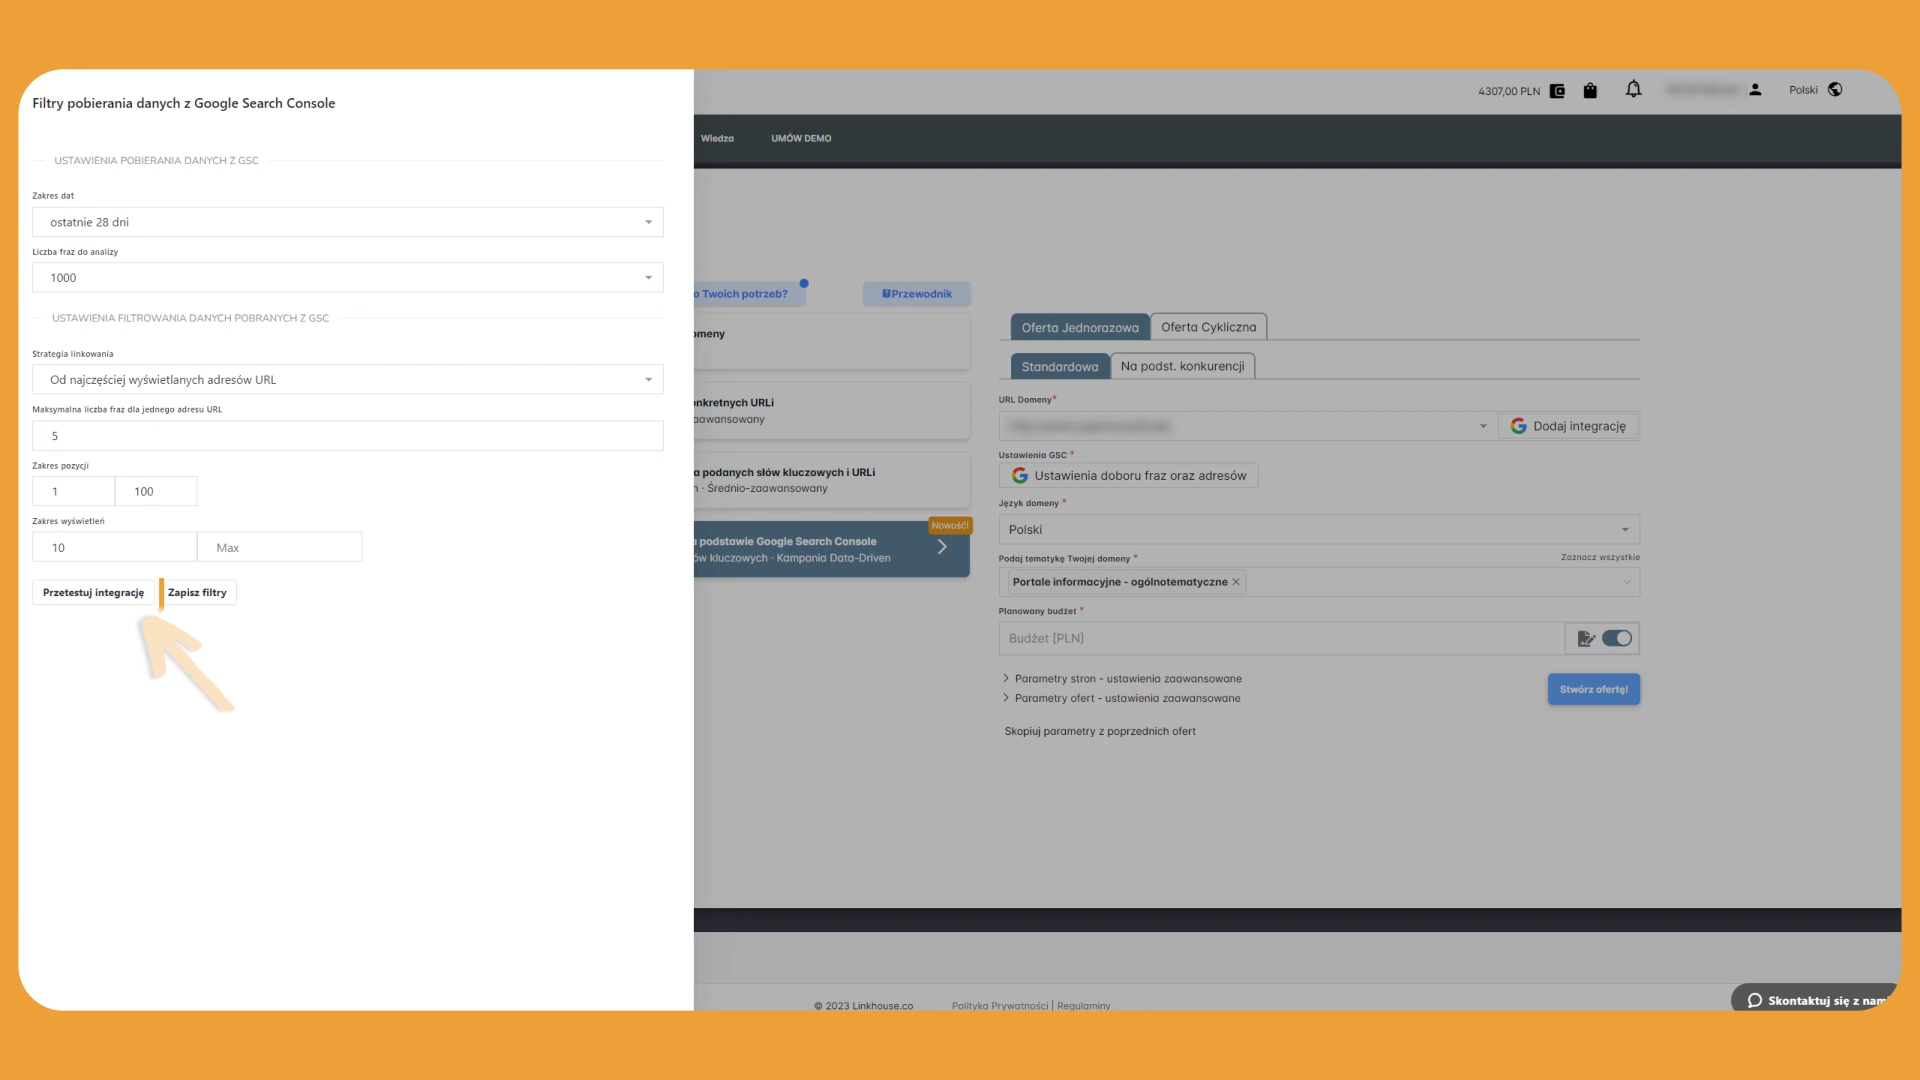 Filtry pobierania danych z Google Search Console
USTAWIENIA POBIERANIA DANYCH Z GSC
Zakres dat
ostatnie 28 dni
Liczba fraz do analizy
1000
USTAWIENIA FILTROWANIA DANYCH POBRANYCH Z GSC
Strategia linkowania
Od najczęściej wyświetlanych adresów URL
Maksymalna liczba fraz dla jednego adresu URL
5
Zakres pozycji
1 100
Zakres wyświetleń
10 Max
Przetestuj integrację Zapisz filtry
4307,00 PLN Polski
Wiedza UMÓW DEMO
o Twoich potrzeb? Przewodnik
omeny
onkretnych URLi
aawansowany
a podanych słów kluczowych i URLi
h · Średnio-zaawansowany
Nowość!
a podstawie Google Search Console
ów kluczowych · Kampania Data-Driven
Oferta Jednorazowa Oferta Cykliczna
Standardowa Na podst. konkurencji
URL Domeny*
Dodaj integrację
Ustawienia GSC *
Ustawienia doboru fraz oraz adresów
Język domeny *
Polski
Podaj tematykę Twojej domeny * Zaznacz wszystkie
Portale informacyjne - ogólnotematyczne
Planowany budżet *
Budżet [PLN]
Parametry stron - ustawienia zaawansowane
Parametry ofert - ustawienia zaawansowane
Stwórz ofertę!
Skopiuj parametry z poprzednich ofert
© 2023 Linkhouse.co Polityka Prywatności | Regulaminy
Skontaktuj się z nam